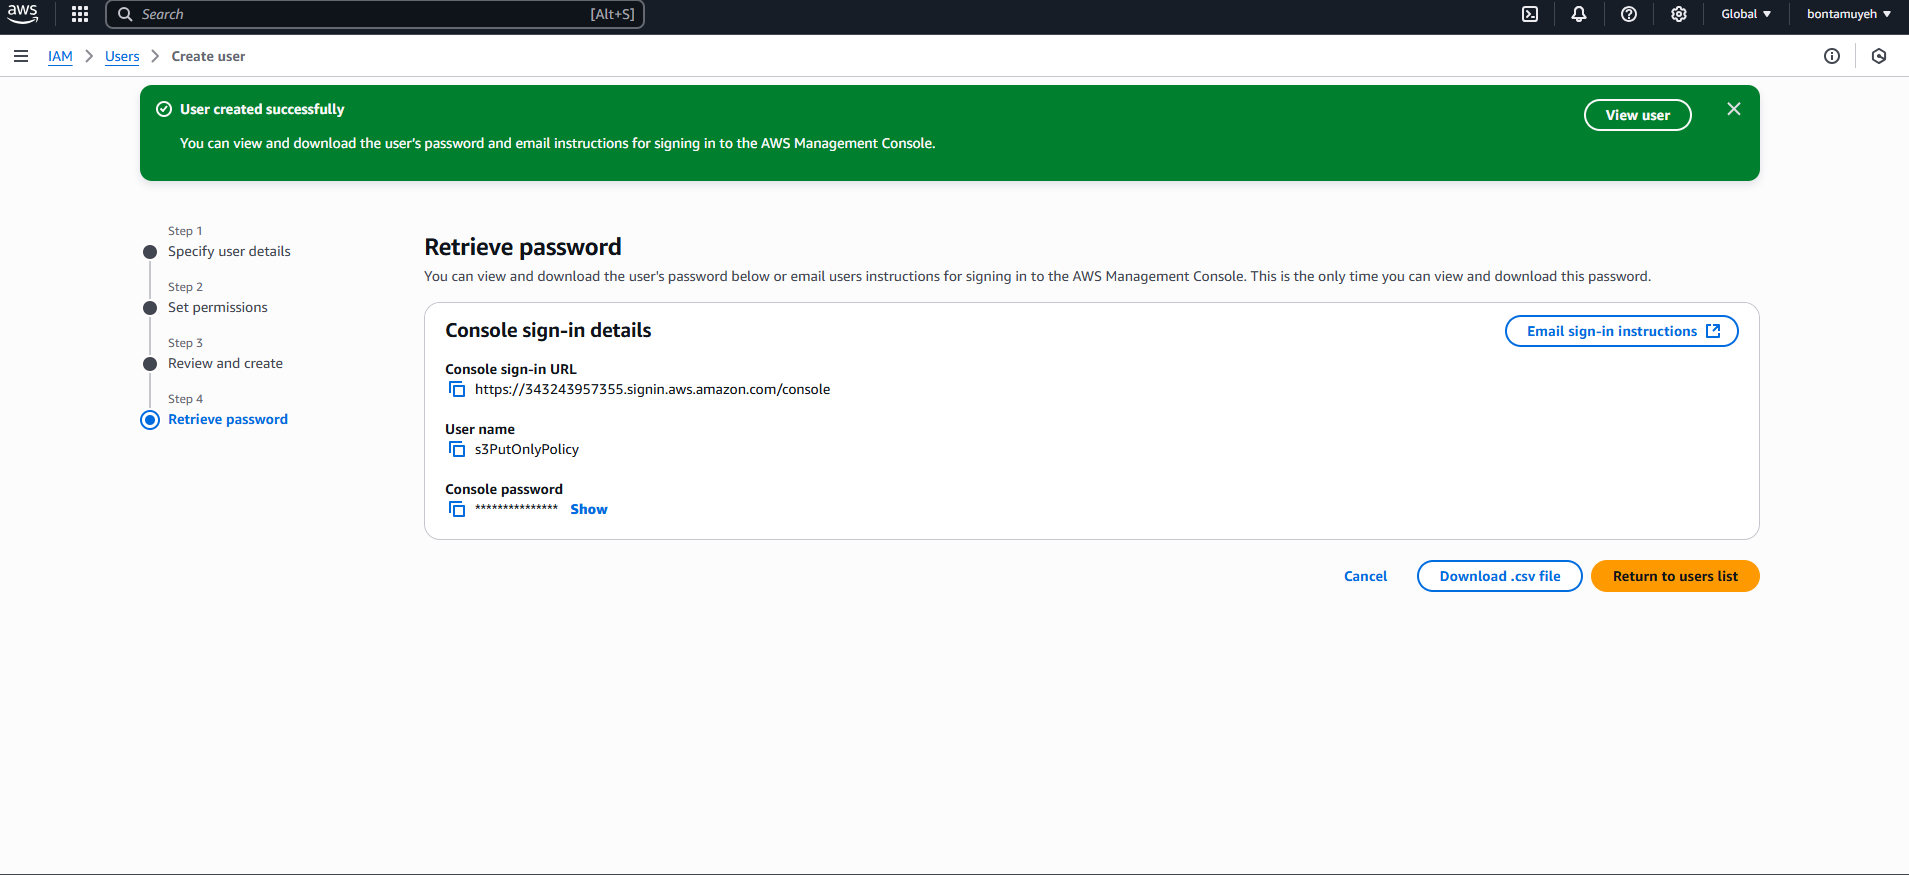 aws
Search [Alt+S]
Global
bontamuyeh
IAM
Users
Create user
User created successfully
View user
You can view and download the user's password and email instructions for signing in to the AWS Management Console.
Step 1
Specify user details
Step 2
Set permissions
Step 3
Review and create
Step 4
Retrieve password
Retrieve password
You can view and download the user's password below or email users instructions for signing in to the AWS Management Console. This is the only time you can view and download this password.
Console sign-in details
Email sign-in instructions
Console sign-in URL
https://343243957355.signin.aws.amazon.com/console
User name
s3PutOnlyPolicy
Console password
*************** Show
Cancel
Download .csv file
Return to users list